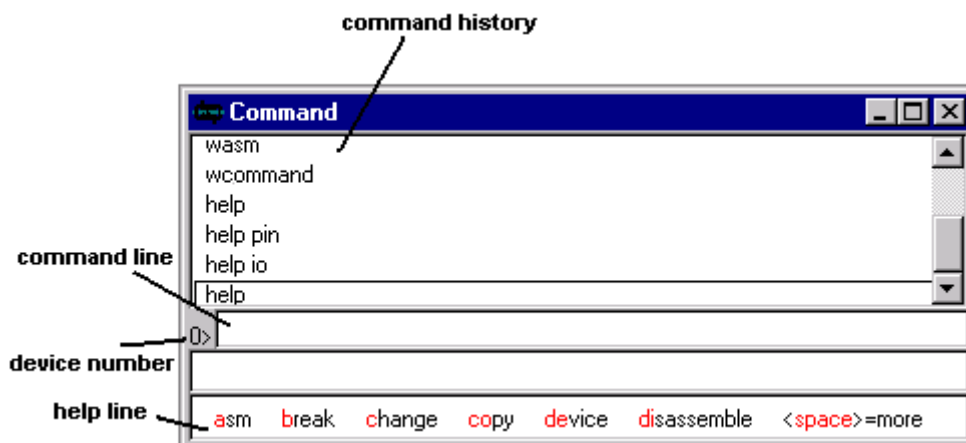 command history
Command
wasm
wcommand
help
help pin
help io
command line
help
0>
device number
help line
asm break change copy device disassemble <space>=more